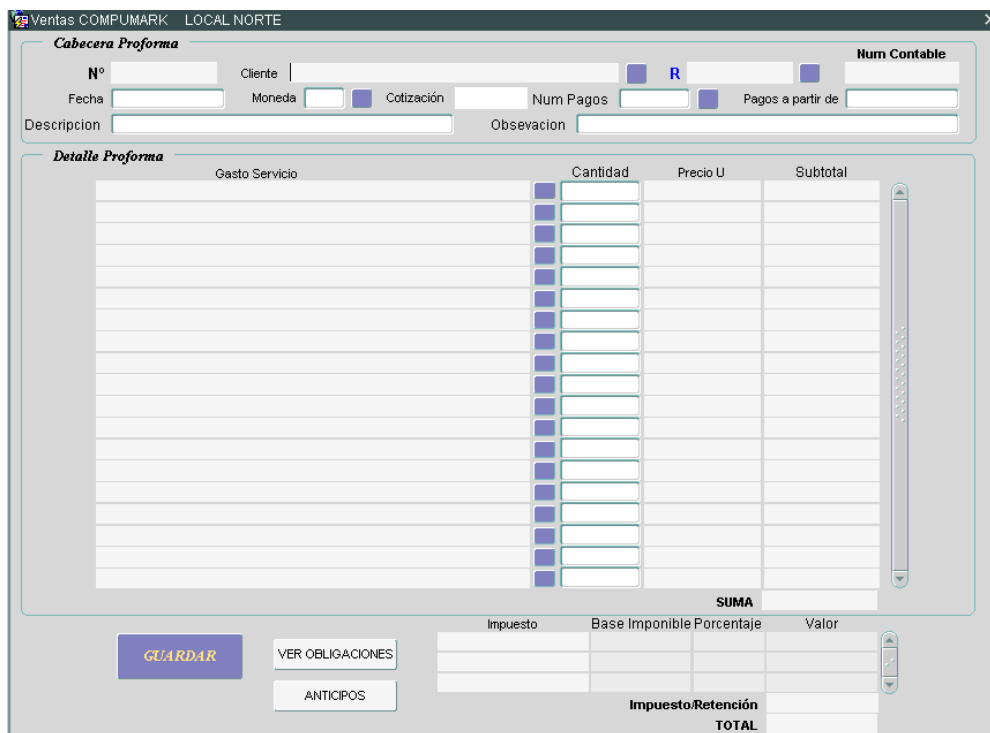 Ventas COMPUMARK LOCAL NORTE
Cabecera Proforma
Num Contable
Nº Cliente R
Fecha Moneda Cotización Num Pagos Pagos a partir de
Descripcion Obsevacion
Detalle Proforma
Gasto Servicio Cantidad Precio U Subtotal
SUMA
Impuesto Base Imponible Porcentaje Valor
GUARDAR VER OBLIGACIONES
ANTICIPOS
Impuesto/Retención
TOTAL